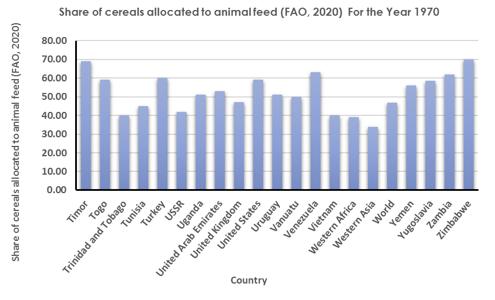 Share of cereals allocated to animal feed (FAO, 2020) For the Year 1970
Share of cereals allocated to animal feed (FAO, 2020)
80.00
70.00
60.00
50.00
40.00
30.00
20.00
10.00
0.00
Timor
Togo
Trinidad and Tobago
Tunisia
Turkey
USSR
Uganda
United Arab Emirates
United Kingdom
United States
Uruguay
Vanuatu
Venezuela
Vietnam
Western Africa
Western Asia
World
Yemen
Yugoslavia
Zambia
Zimbabwe
Country